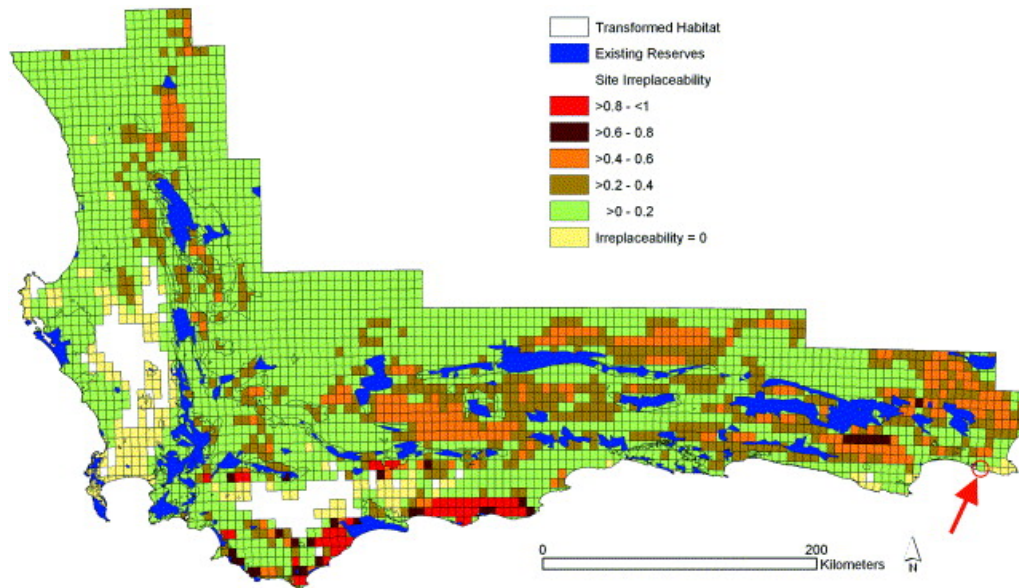 Transformed Habitat
Existing Reserves
Site Irreplaceability
>0.8 - <1
>0.6 - 0.8
>0.4 - 0.6
>0.2 - 0.4
>0 - 0.2
Irreplaceability = 0
0
200
Kilometers
N